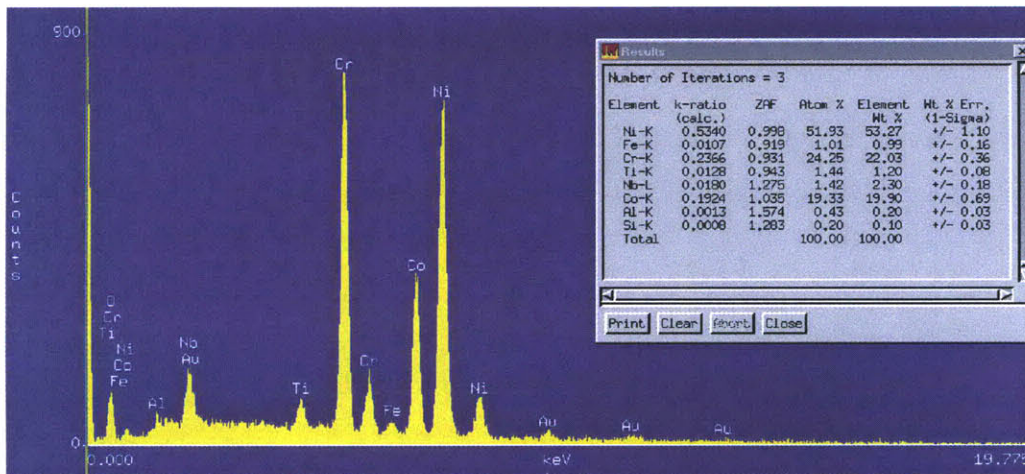 900
Counts
0
O
Cr
Ti
Ni
Co
Fe
Al
Nb
Au
Ti
Cr
Cr
Fe
Co
Ni
Ni
Au
Au
Au
0.000 keV 19.775
Results
Number of Iterations = 3
Element k-ratio ZAF Atom % Element Wt % Err.
(calc.) Wt % (1-Sigma)
Ni-K 0.5340 0.998 51.93 53.27 +/- 1.10
Fe-K 0.0107 0.919 1.01 0.99 +/- 0.16
Cr-K 0.2366 0.931 24.25 22.03 +/- 0.36
Ti-K 0.0128 0.943 1.44 1.20 +/- 0.08
Nb-L 0.0180 1.275 1.42 2.30 +/- 0.18
Co-K 0.1924 1.035 19.33 19.90 +/- 0.69
Al-K 0.0013 1.574 0.43 0.20 +/- 0.03
Si-K 0.0008 1.283 0.20 0.10 +/- 0.03
Total 100.00 100.00
Print Clear Abort Close